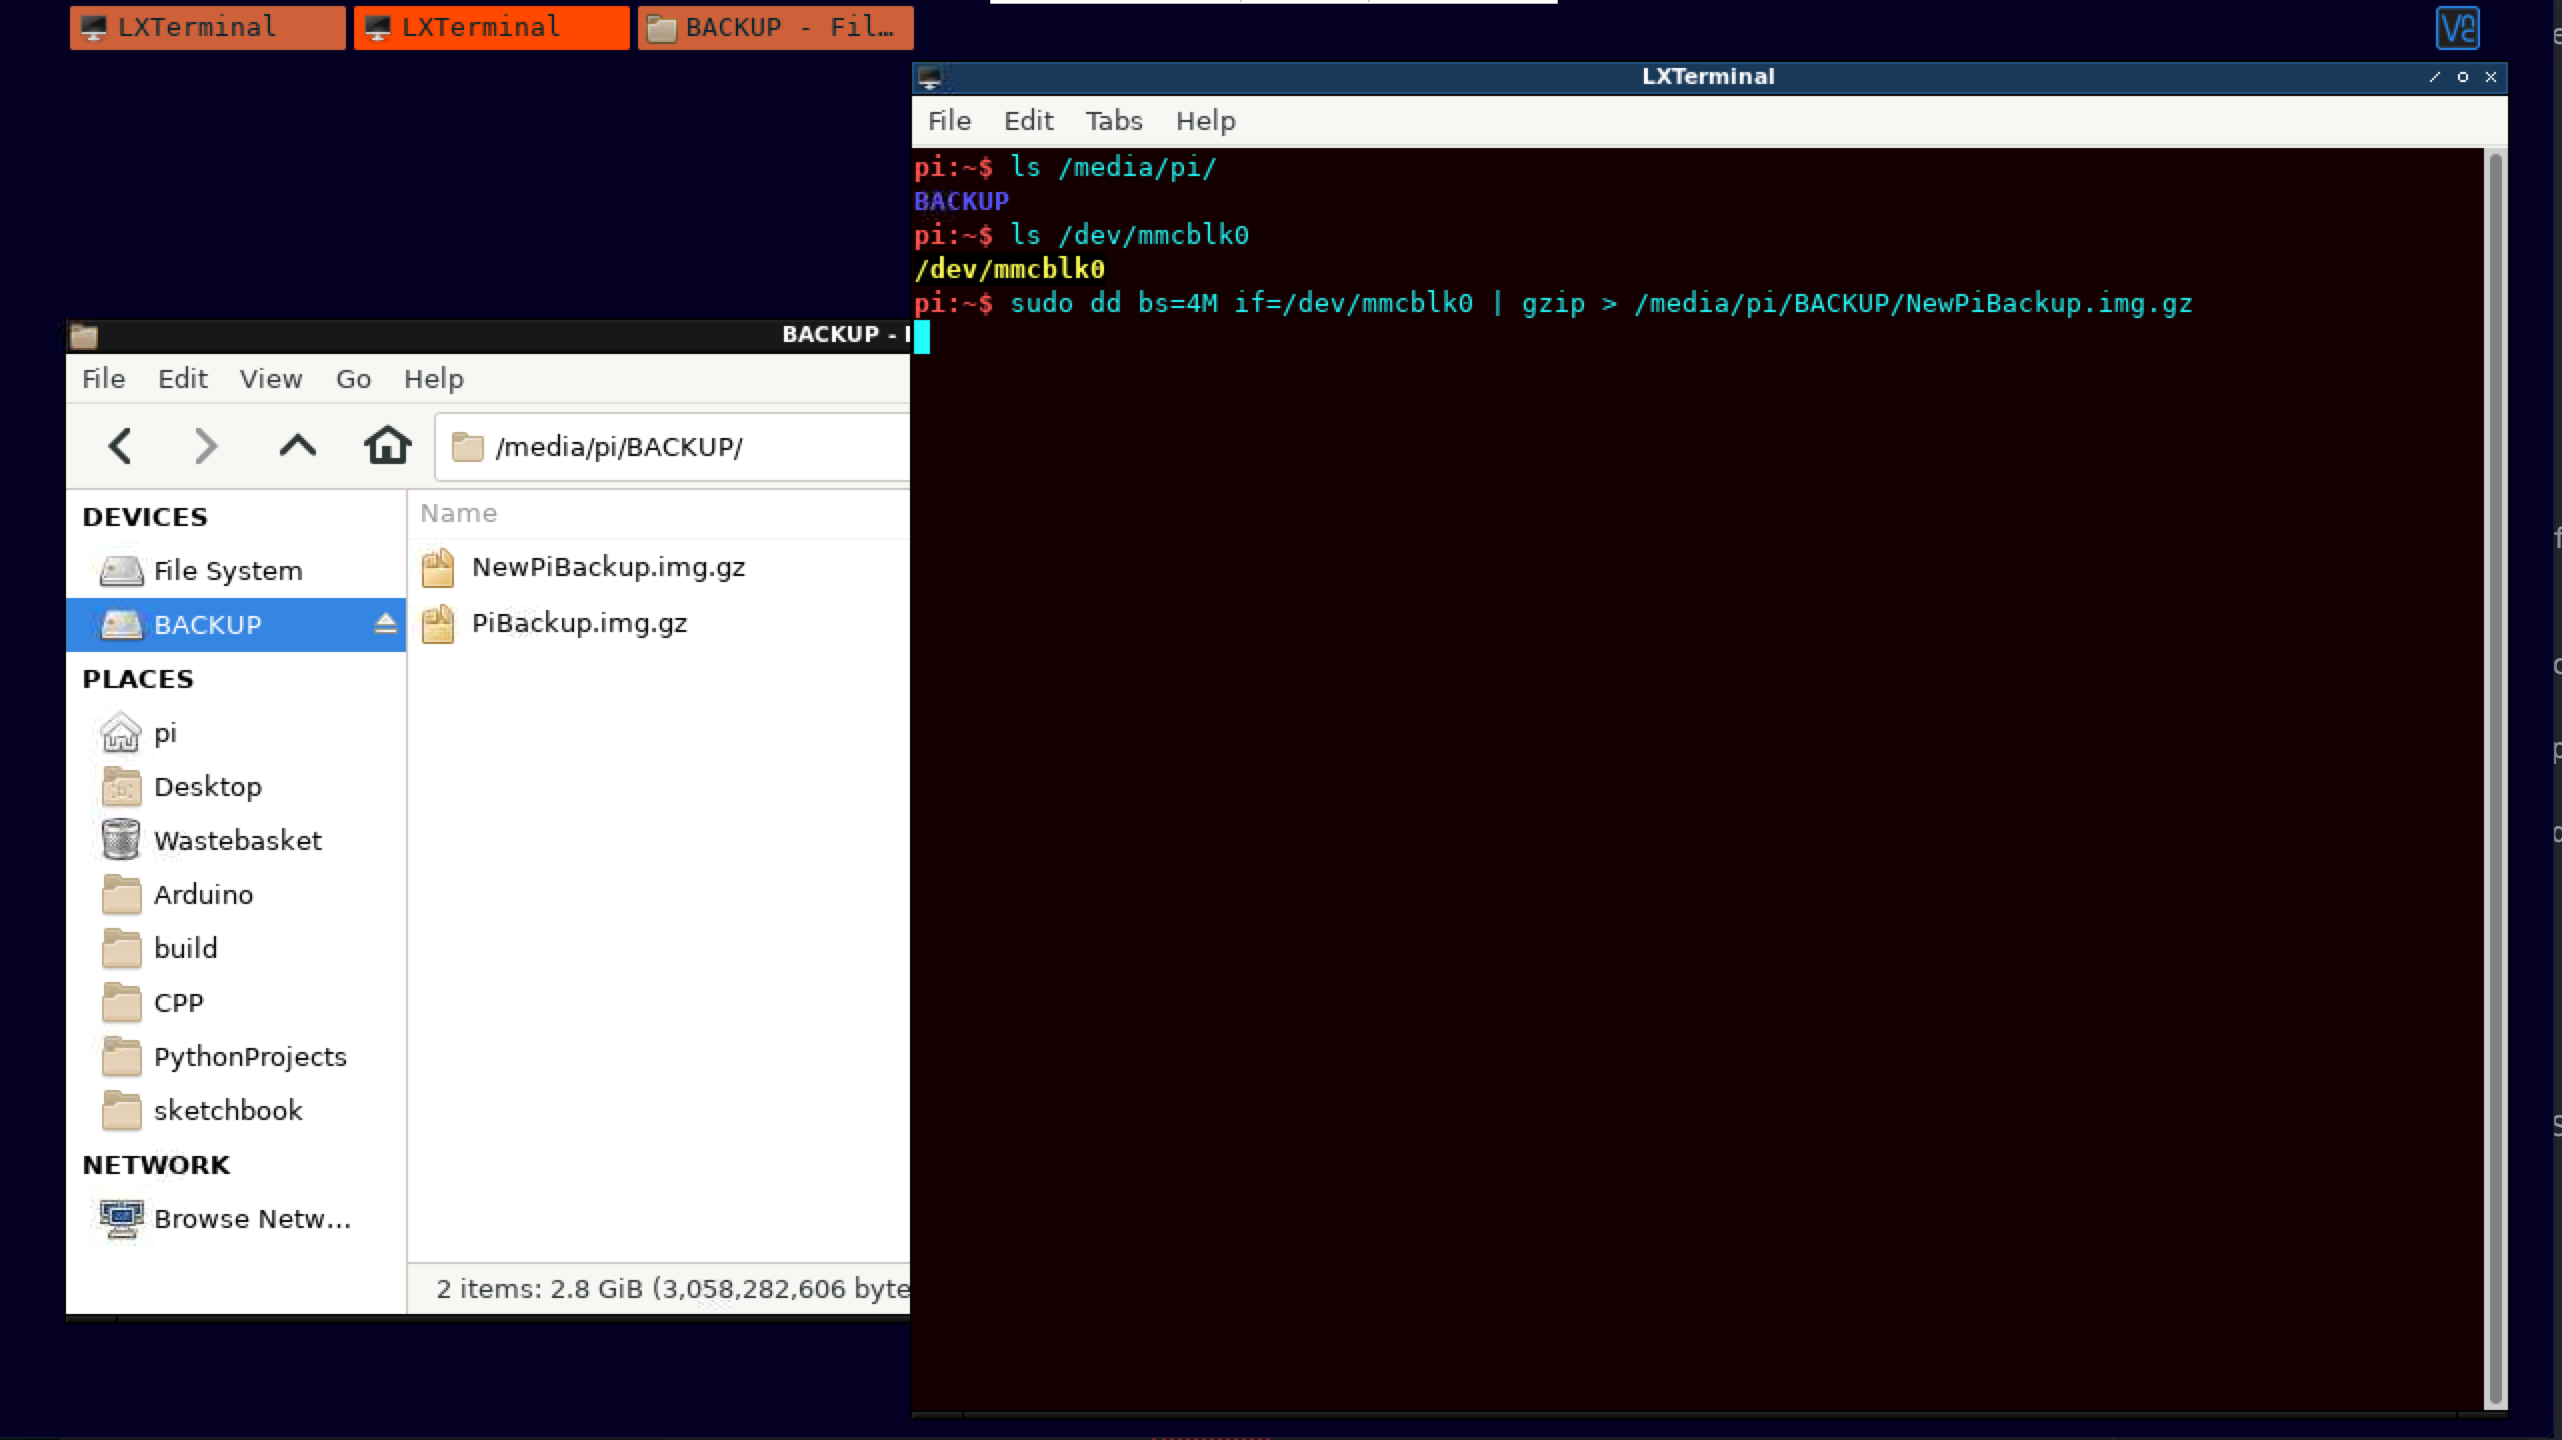 LXTerminal
LXTerminal
BACKUP - Fil…
LXTerminal
File Edit Tabs Help
pi:~$ ls /media/pi/
BACKUP
pi:~$ ls /dev/mmcblk0
/dev/mmcblk0
pi:~$ sudo dd bs=4M if=/dev/mmcblk0 | gzip > /media/pi/BACKUP/NewPiBackup.img.gz
BACKUP -
File Edit View Go Help
/media/pi/BACKUP/
DEVICES
File System
BACKUP
PLACES
pi
Desktop
Wastebasket
Arduino
build
CPP
PythonProjects
sketchbook
NETWORK
Browse Netw…
Name
NewPiBackup.img.gz
PiBackup.img.gz
2 items: 2.8 GiB (3,058,282,606 byte